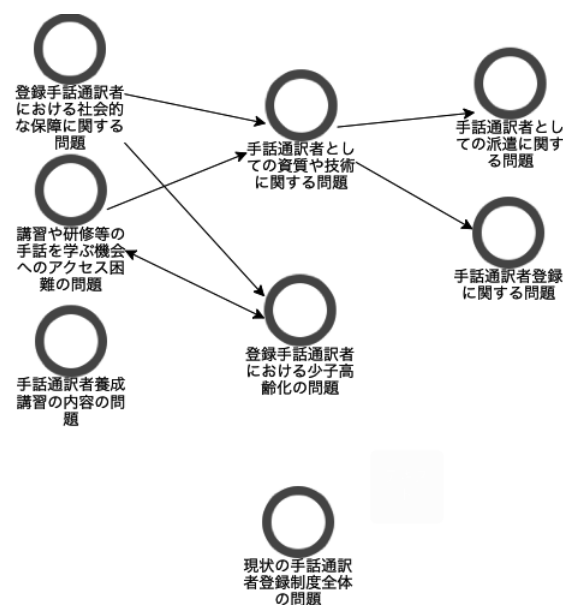 登録手話通訳者
における社会的
な保障に関する
問題
手話通訳者とし
ての資質や技術
に関する問題
手話通訳者とし
ての派遣に関す
る問題
講習や研修等の
手話を学ぶ機会
へのアクセス困
難の問題
手話通訳者登録
に関する問題
登録手話通訳者
における少子高
齢化の問題
手話通訳者養成
講習の内容の問
題
現状の手話通訳
者登録制度全体
の問題